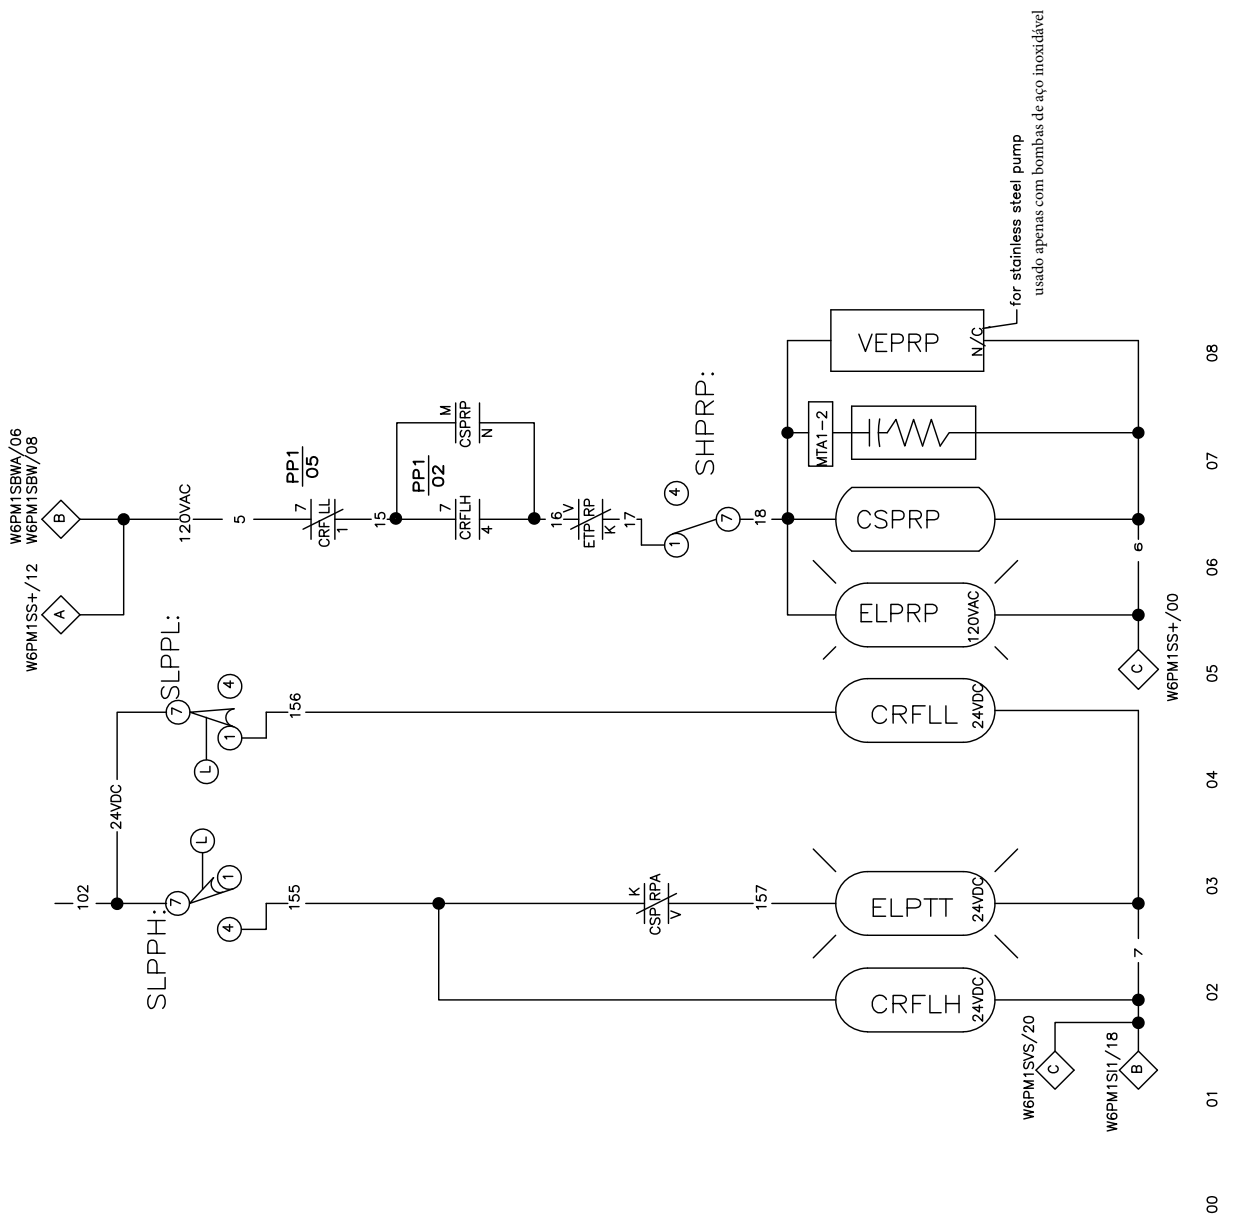 W6PM1SI1/18
B
W6PM1SVS/20
C
CRFLH
24VDC
7
SLPPH:
102
7
L
1
4
155
K
CSPRPA
V
157
ELPTT
24VDC
24VDC
SLPPL:
7
4
1
L
156
CRFLL
24VDC
W6PM1SS+/12
A
W6PM1SBWA/06
W6PM1SBW/08
B
120VAC
5
PP1
05
7
CRFLL
1
15
PP1
02
7
CRFLH
4
M
CSPRP
N
16
V
ETPRP
K
17
SHPRP:
4
1
7
18
ELPRP
120VAC
CSPRP
MTA1-2
VEPRP
N/C
for stainless steel pump
usado apenas com bombas de aço inoxidável
6
C
W6PM1SS+/00
00
01
02
03
04
05
06
07
08